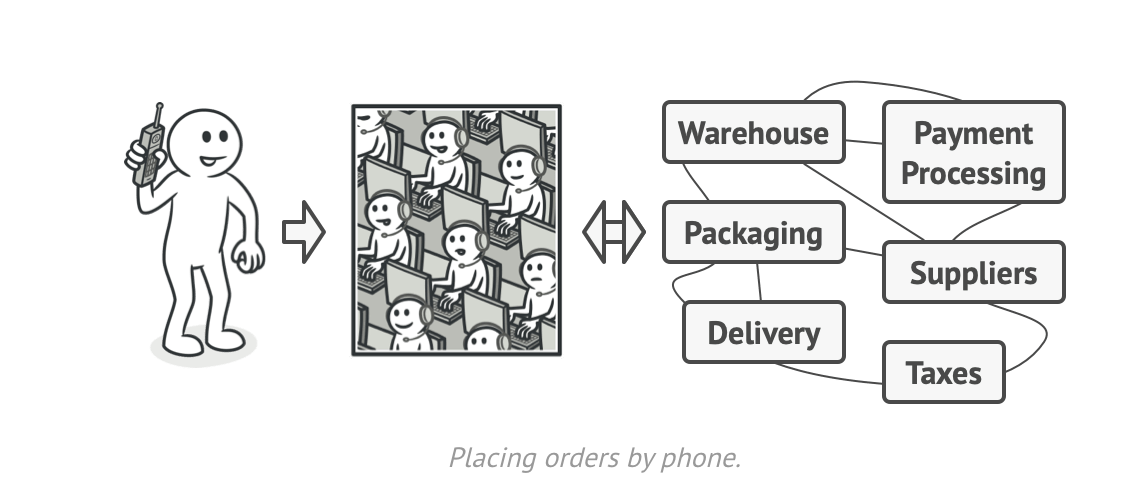 Warehouse
Payment
Processing
Packaging
Suppliers
Delivery
Taxes
Placing orders by phone.